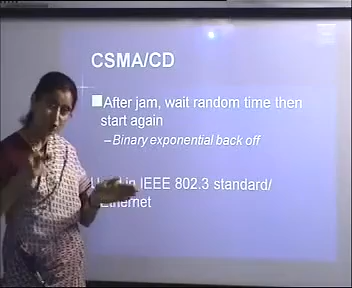 CSMA/CD
After jam, wait random time then
start again
–Binary exponential back off
in IEEE 802.3 standard/
Ethernet